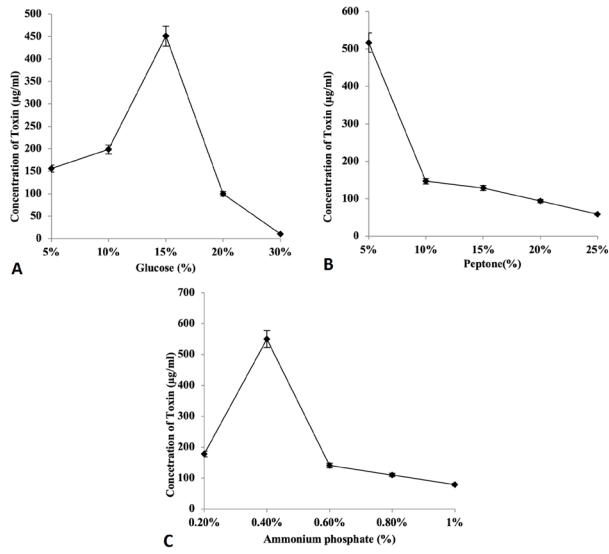 500
450
400
350
300
250
200
150
100
50
0
Concentration of Toxin (µg/ml)
5% 10% 15% 20% 30%
Glucose (%)
A
600
500
400
300
200
100
0
Concentration of Toxin (µg/ml)
5% 10% 15% 20% 25%
Peptone(%)
B
700
600
500
400
300
200
100
0
Concetration of Toxin (µg/ml)
0.20% 0.40% 0.60% 0.80% 1%
Ammonium phosphate (%)
C